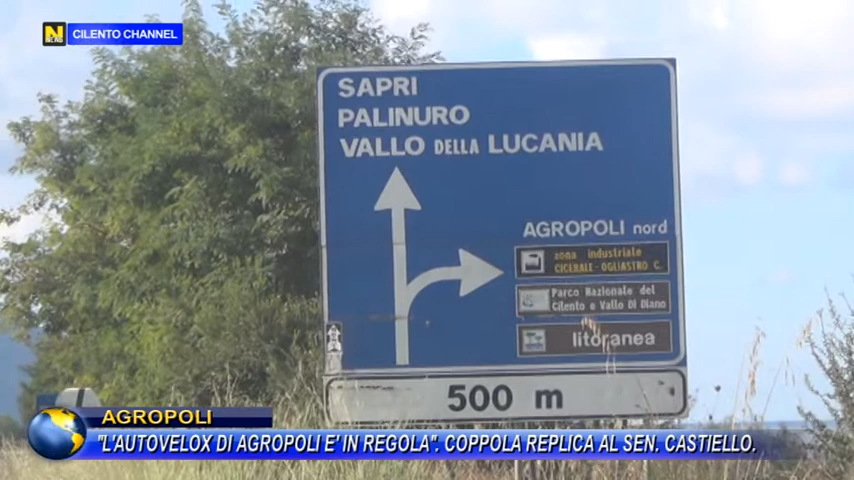 CILENTO CHANNEL
SAPRI
PALINURO
VALLO DELLA LUCANIA
AGROPOLI nord
zona industriale
CICERALE - OGLIASTRO C.
Parco Nazionale del
Cilento e Vallo Di Diano
litoranea
500 m
AGROPOLI
"L'AUTOVELOX DI AGROPOLI E' IN REGOLA". COPPOLA REPLICA AL SEN. CASTIELLO.